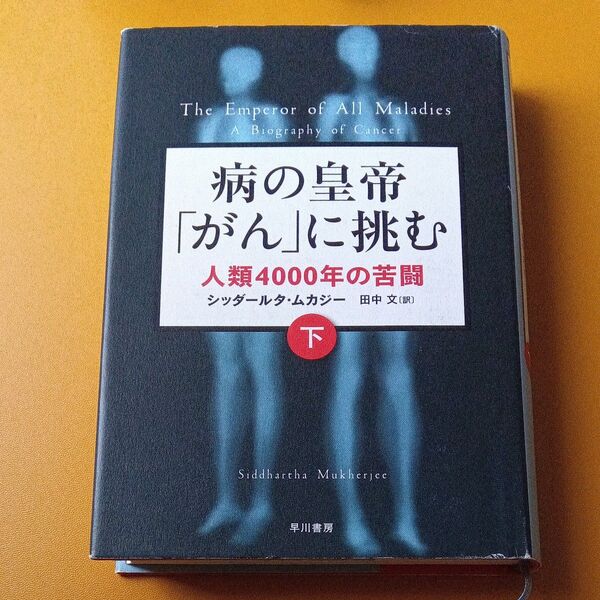 The Emperor of All Maladies
A Biography of Cancer
病の皇帝
「がん」に挑む
人類4000年の苦闘
シッダールタ・ムカジー 田中 文〔訳〕
下
Siddhartha Mukherjee
早川書房